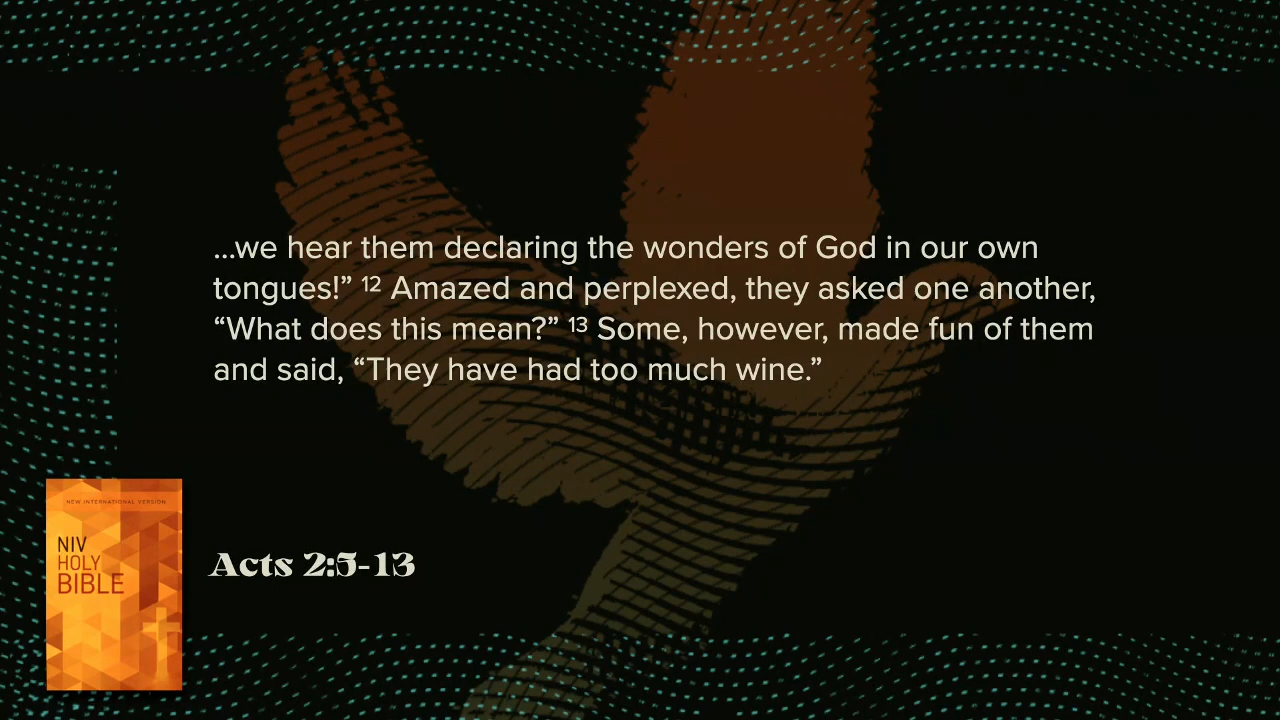 ...we hear them declaring the wonders of God in our own
tongues!” ¹² Amazed and perplexed, they asked one another,
“What does this mean?” ¹³ Some, however, made fun of them
and said, “They have had too much wine.”
NEW INTERNATIONAL VERSION
NIV
HOLY
BIBLE
Acts 2:5-13